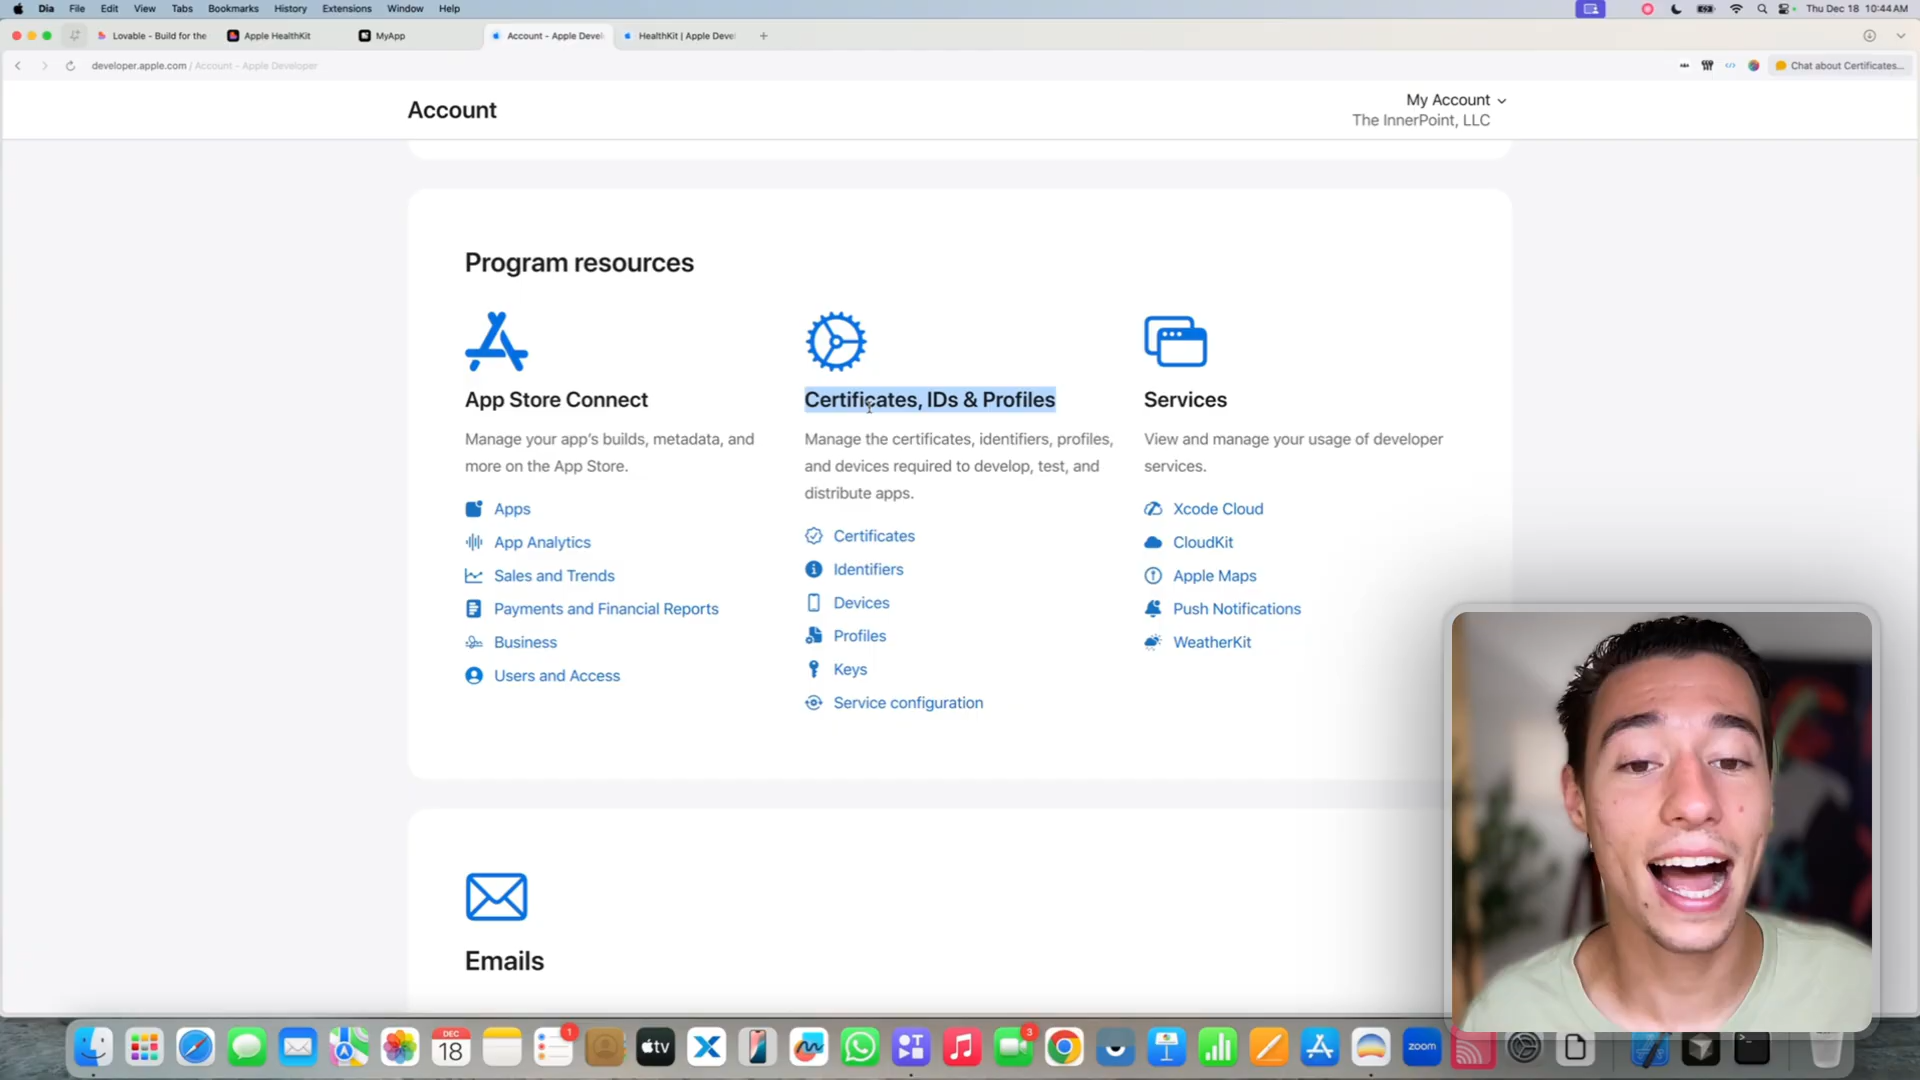 Dia File Edit View Tabs Bookmarks History Extensions Window Help
Thu Dec 18 10:44 AM
Lovable - Build for the
Apple HealthKit
MyApp
Account - Apple Devel
HealthKit | Apple Deve
developer.apple.com / Account - Apple Developer
Chat about Certificates...
Account
My Account
The InnerPoint, LLC
Program resources
App Store Connect
Manage your app's builds, metadata, and
more on the App Store.
Apps
App Analytics
Sales and Trends
Payments and Financial Reports
Business
Users and Access
Certificates, IDs & Profiles
Manage the certificates, identifiers, profiles,
and devices required to develop, test, and
distribute apps.
Certificates
Identifiers
Devices
Profiles
Keys
Service configuration
Services
View and manage your usage of developer
services.
Xcode Cloud
CloudKit
Apple Maps
Push Notifications
WeatherKit
Emails
DEC
18
1
tv
3
zoom